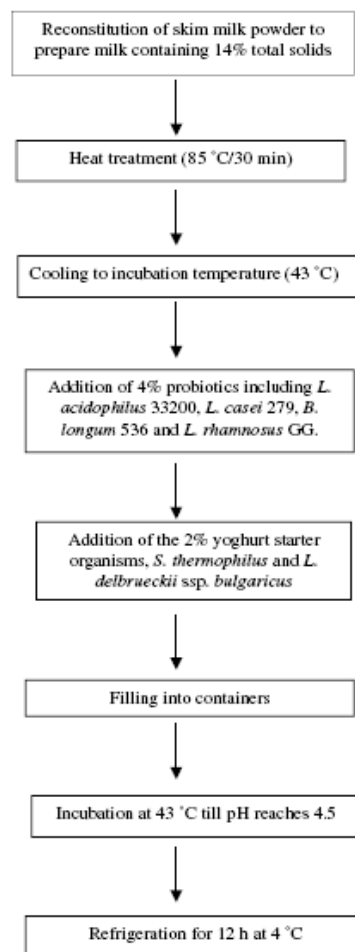 Reconstitution of skim milk powder to
prepare milk containing 14% total solids
Heat treatment (85 ˚C/30 min)
Cooling to incubation temperature (43 ˚C)
Addition of 4% probiotics including L.
acidophilus 33200, L. casei 279, B.
longum 536 and L. rhamnosus GG.
Addition of the 2% yoghurt starter
organisms, S. thermophilus and L.
delbrueckii ssp. bulgaricus
Filling into containers
Incubation at 43 ˚C till pH reaches 4.5
Refrigeration for 12 h at 4 ˚C